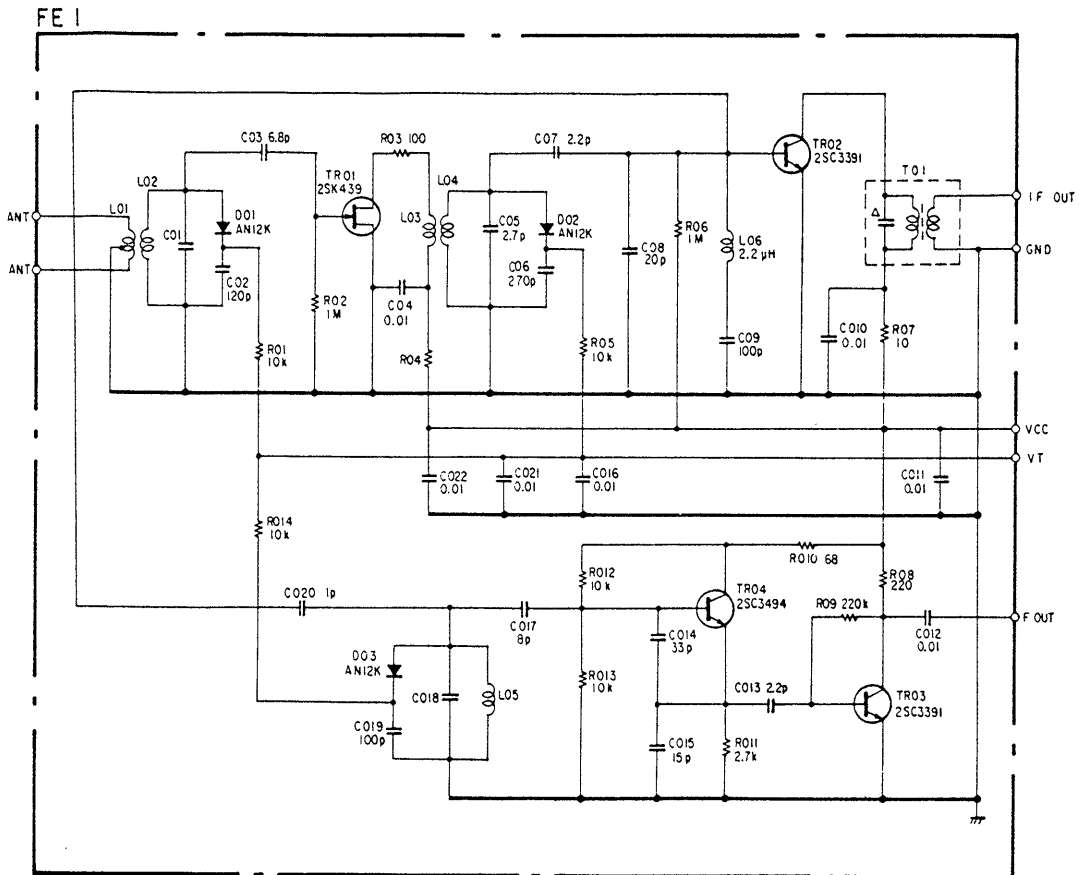 FE 1
C03 6.8p
R03 100
C07 2.2p
TR02
2SC3391
T01
L02
TR01
2SK439
L04
Δ
IF OUT
ANT
L01
D01
AN12K
L03
C05
2.7p
D02
AN12K
C01
R06
1M
L06
2.2μH
GND
ANT
C02
120p
C06
270p
C08
20p
R02
1M
C04
0.01
C010
0.01
R07
10
R01
10k
R04
R05
10k
C09
100p
VCC
VT
C022
0.01
C021
0.01
C016
0.01
C011
0.01
R014
10k
R010 68
R012
10k
TR04
2SC3494
R08
220
C020 1p
R09 220k
F OUT
C017
8p
C014
33p
C012
0.01
D03
AN12K
R013
10k
C018
L05
C013 2.2p
TR03
2SC3391
C019
100p
C015
15p
R011
2.7k